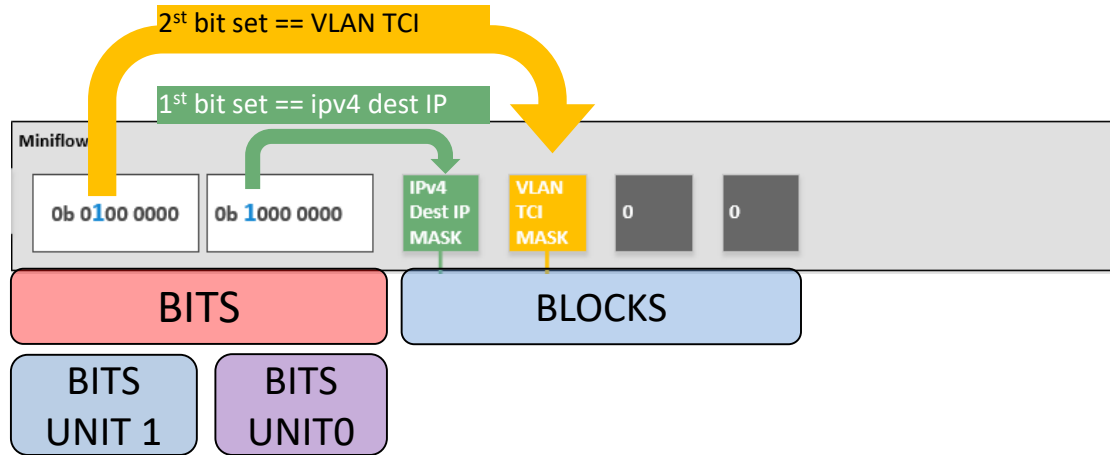 2st bit set == VLAN TCI
1st bit set == ipv4 dest IP
Miniflow
0b 0100 0000
0b 1000 0000
IPv4
Dest IP
MASK
VLAN
TCI
MASK
0
0
BITS
BLOCKS
BITS
UNIT 1
BITS
UNIT0